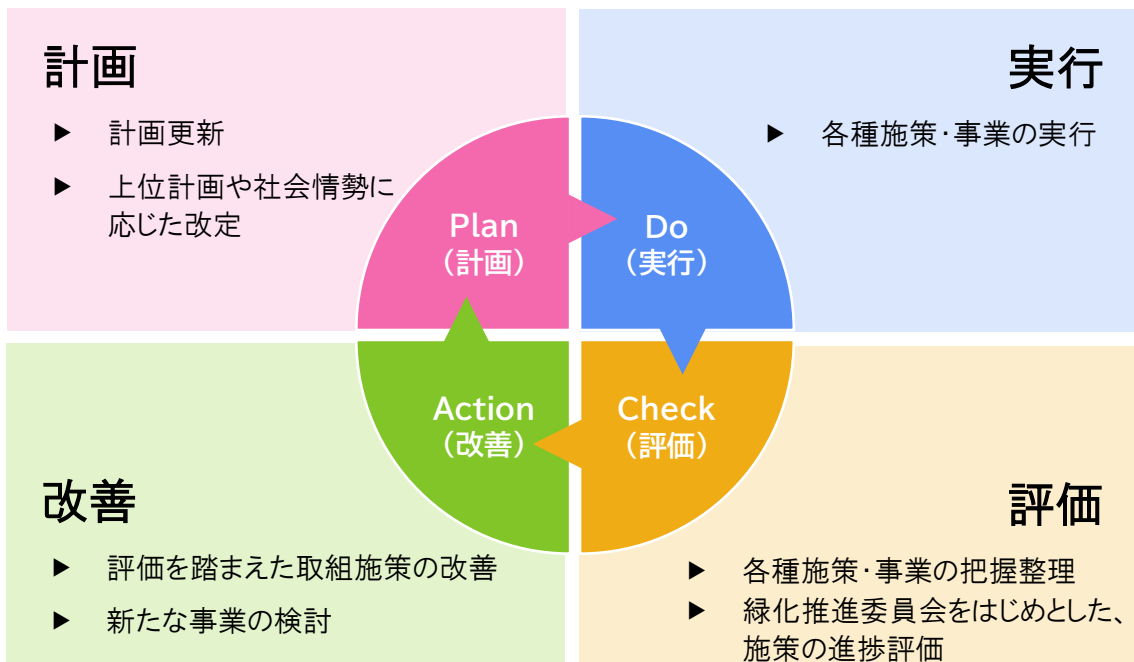 計画
▶ 計画更新
▶ 上位計画や社会情勢に
応じた改定
実行
▶ 各種施策･事業の実行
Plan
（計画）
Do
（実行）
Action
（改善）
Check
（評価）
改善
▶ 評価を踏まえた取組施策の改善
▶ 新たな事業の検討
評価
▶ 各種施策･事業の把握整理
▶ 緑化推進委員会をはじめとした、
施策の進捗評価